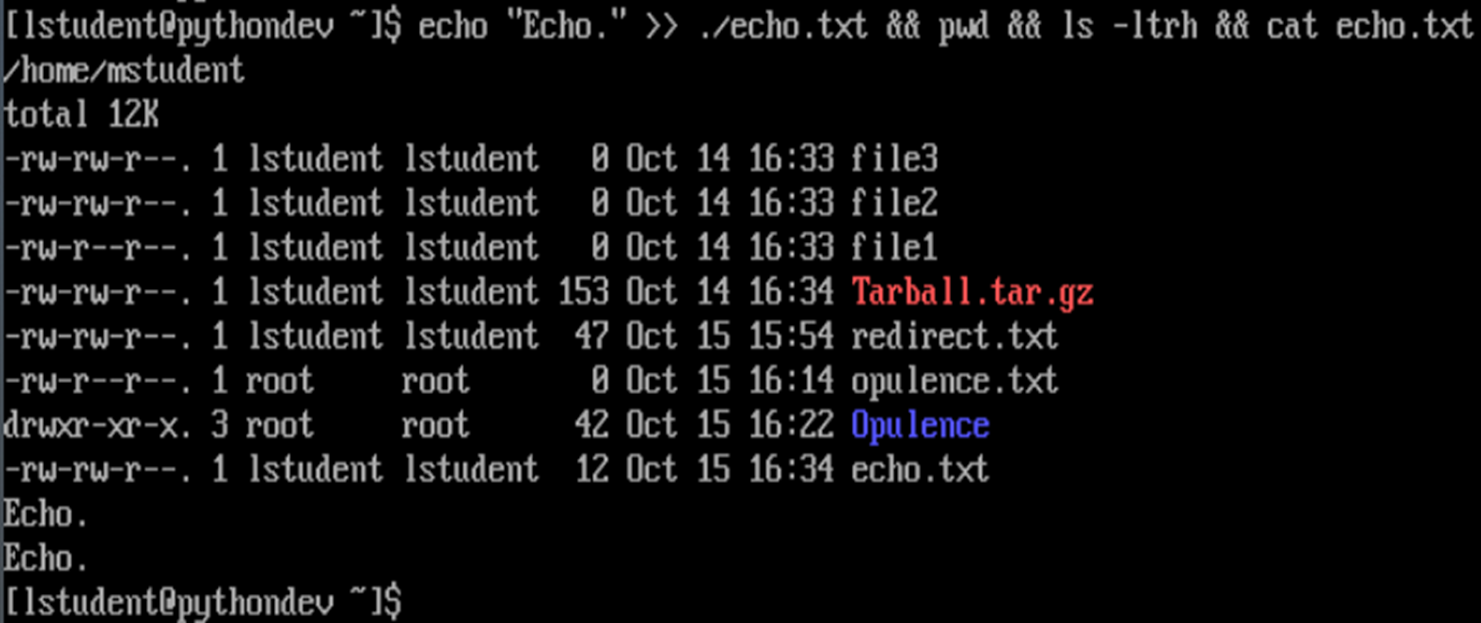 [lstudent@pythondev ~]$ echo "Echo." >> ./echo.txt && pwd && ls -ltrh && cat echo.txt
/home/mstudent
total 12K
-rw-rw-r--. 1 lstudent lstudent   0 Oct 14 16:33 file3
-rw-rw-r--. 1 lstudent lstudent   0 Oct 14 16:33 file2
-rw-r--r--. 1 lstudent lstudent   0 Oct 14 16:33 file1
-rw-rw-r--. 1 lstudent lstudent 153 Oct 14 16:34 Tarball.tar.gz
-rw-rw-r--. 1 lstudent lstudent  47 Oct 15 15:54 redirect.txt
-rw-r--r--. 1 root     root       0 Oct 15 16:14 opulence.txt
drwxr-xr-x. 3 root     root      42 Oct 15 16:22 Opulence
-rw-rw-r--. 1 lstudent lstudent  12 Oct 15 16:34 echo.txt
Echo.
Echo.
[lstudent@pythondev ~]$